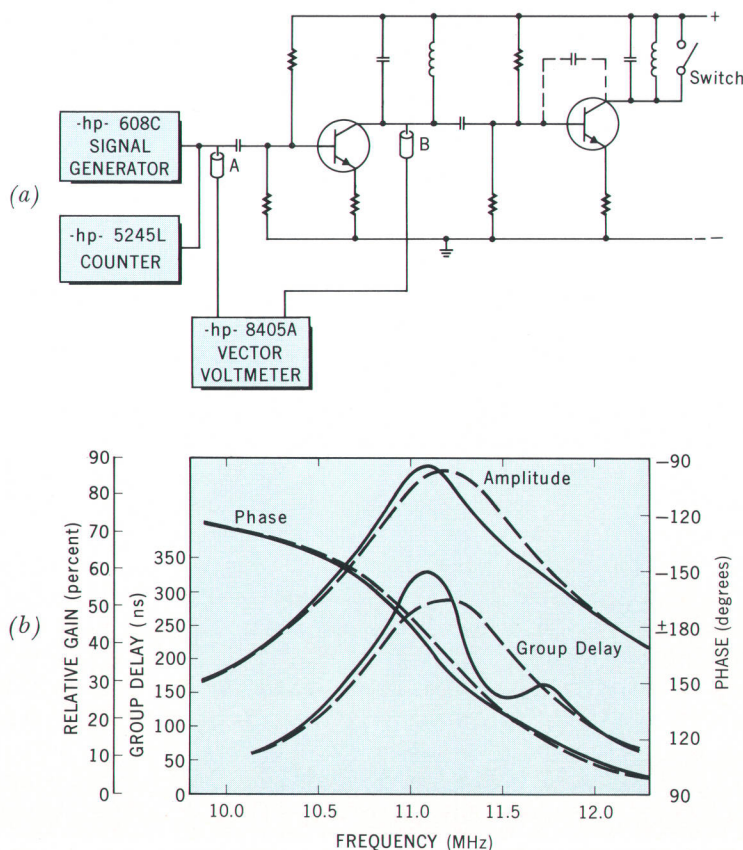 +
Switch
-hp- 608C
SIGNAL
GENERATOR
A
B
(a)
-hp- 5245L
COUNTER
-hp- 8405A
VECTOR
VOLTMETER
(b)
RELATIVE GAIN (percent)
90
80
70
60
50
40
30
20
10
0
GROUP DELAY (ns)
350
300
250
200
150
100
50
0
Phase
Amplitude
Group Delay
−90
−120
−150
±180
150
120
90
PHASE (degrees)
10.0 10.5 11.0 11.5 12.0
FREQUENCY (MHz)